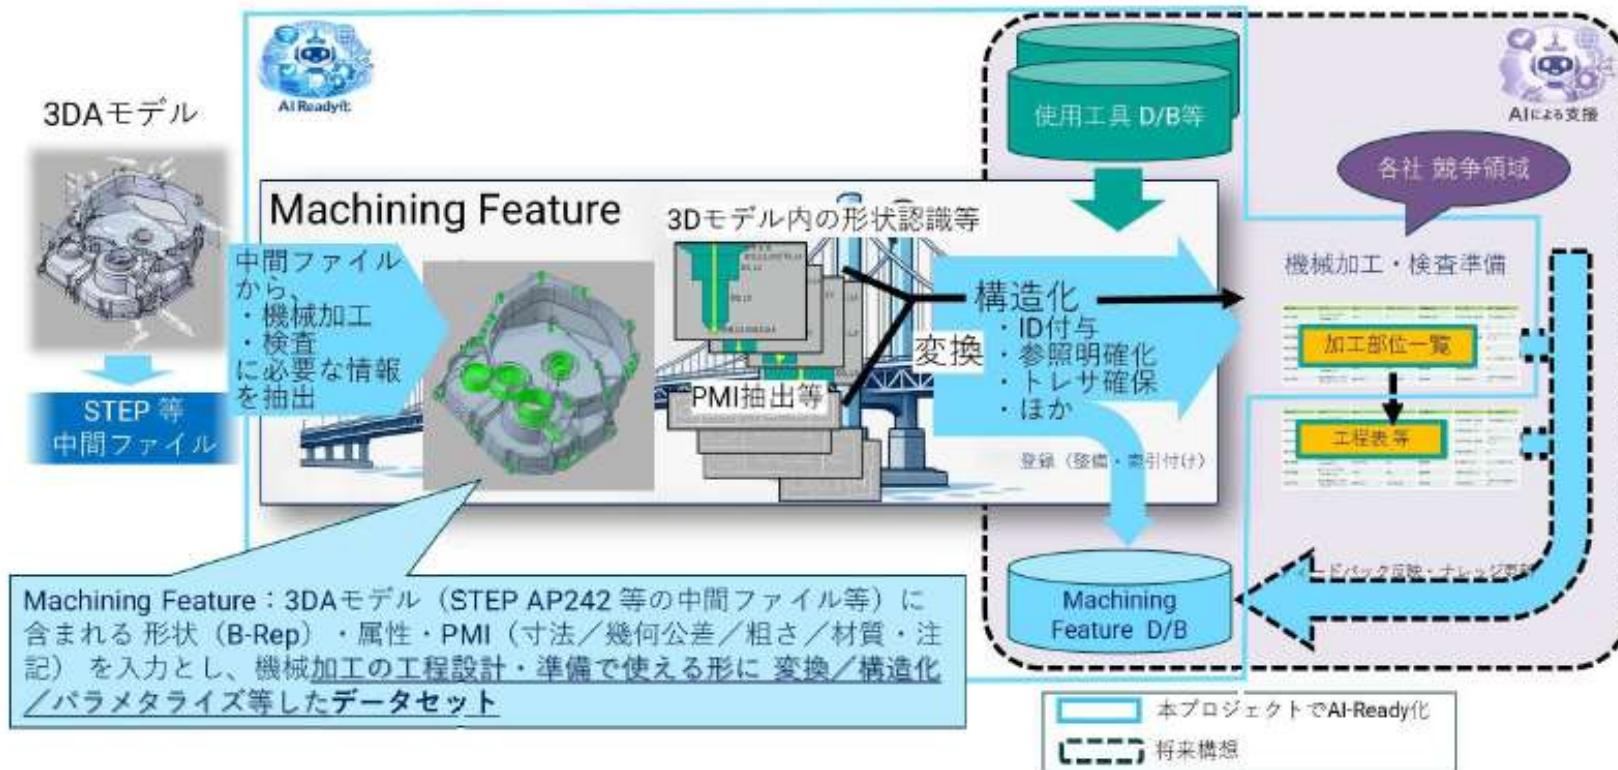 AI Ready化
3DAモデル
STEP 等
中間ファイル
Machining Feature
中間ファイル
から、
・機械加工
・検査
に必要な情報
を抽出
3Dモデル内の形状認識等
PMI抽出等
変換
構造化
・ID付与
・参照明確化
・トレサ確保
・ほか
登録（整備・索引付け）
使用工具 D/B等
AIによる支援
各社 競争領域
機械加工・検査準備
加工部位一覧
工程表 等
ードバック反映・ナレッジ更
Machining
Feature D/B
Machining Feature：3DAモデル（STEP AP242 等の中間ファイル等）に
含まれる 形状（B-Rep）・属性・PMI（寸法／幾何公差／粗さ／材質・注
記） を入力とし、機械加工の工程設計・準備で使える形に 変換／構造化
／パラメタライズ等したデータセット
本プロジェクトでAI-Ready化
将来構想